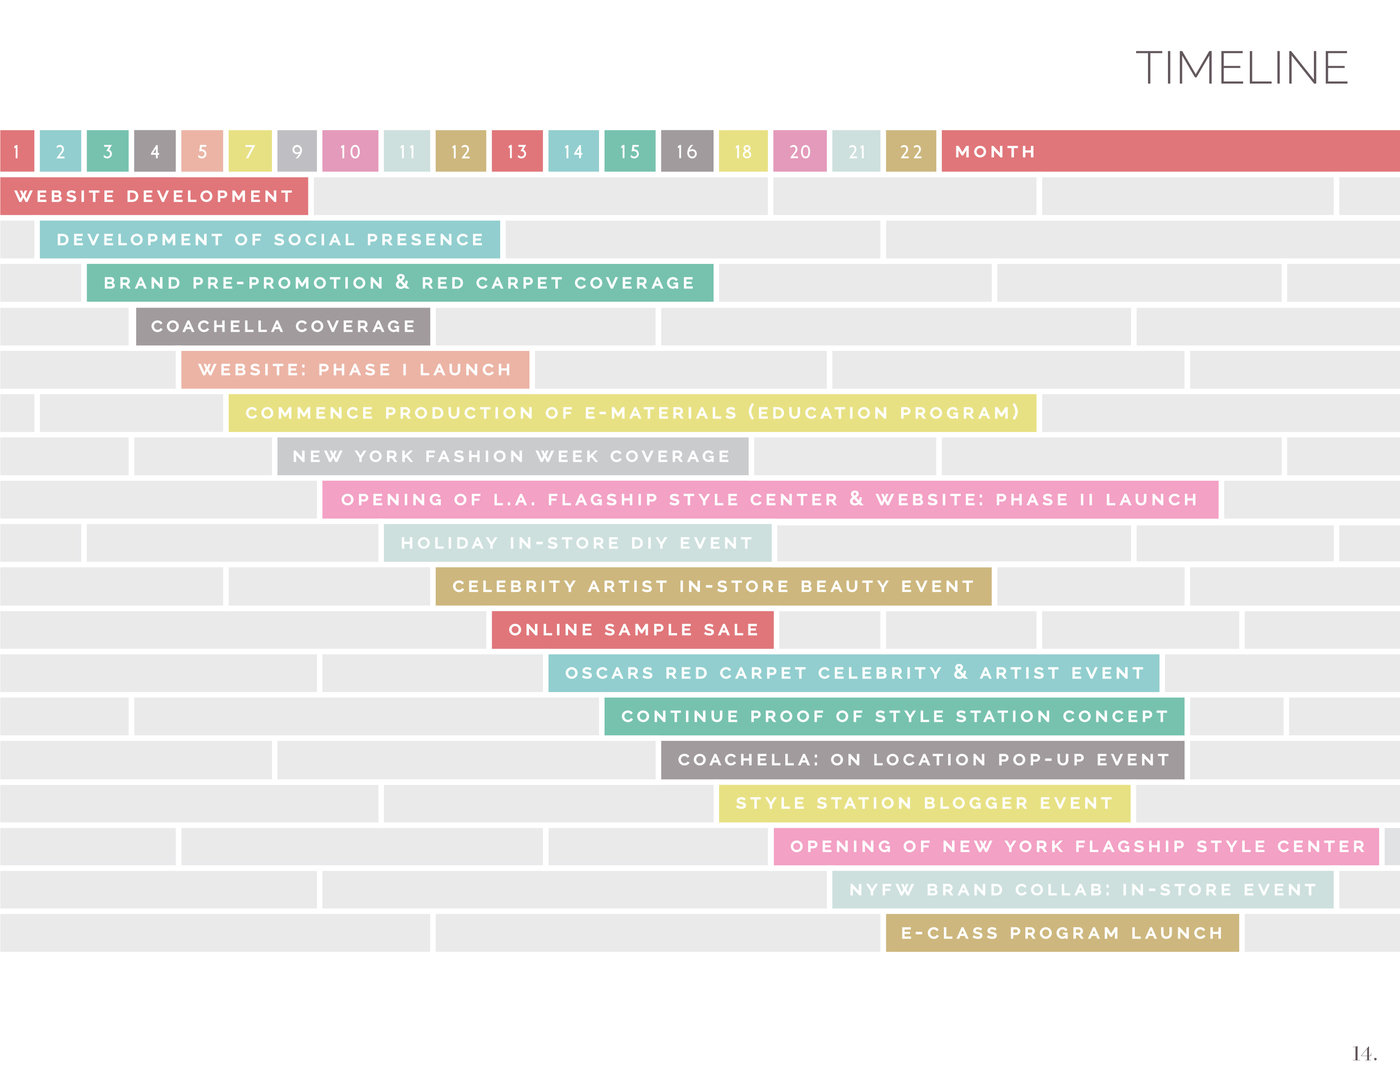 TIMELINE
1 2 3 4 5 7 9 10 11 12 13 14 15 16 18 20 21 22 MONTH
WEBSITE DEVELOPMENT
DEVELOPMENT OF SOCIAL PRESENCE
BRAND PRE-PROMOTION & RED CARPET COVERAGE
COACHELLA COVERAGE
WEBSITE: PHASE I LAUNCH
COMMENCE PRODUCTION OF E-MATERIALS (EDUCATION PROGRAM)
NEW YORK FASHION WEEK COVERAGE
OPENING OF L.A. FLAGSHIP STYLE CENTER & WEBSITE: PHASE II LAUNCH
HOLIDAY IN-STORE DIY EVENT
CELEBRITY ARTIST IN-STORE BEAUTY EVENT
ONLINE SAMPLE SALE
OSCARS RED CARPET CELEBRITY & ARTIST EVENT
CONTINUE PROOF OF STYLE STATION CONCEPT
COACHELLA: ON LOCATION POP-UP EVENT
STYLE STATION BLOGGER EVENT
OPENING OF NEW YORK FLAGSHIP STYLE CENTER
NYFW BRAND COLLAB: IN-STORE EVENT
E-CLASS PROGRAM LAUNCH
14.